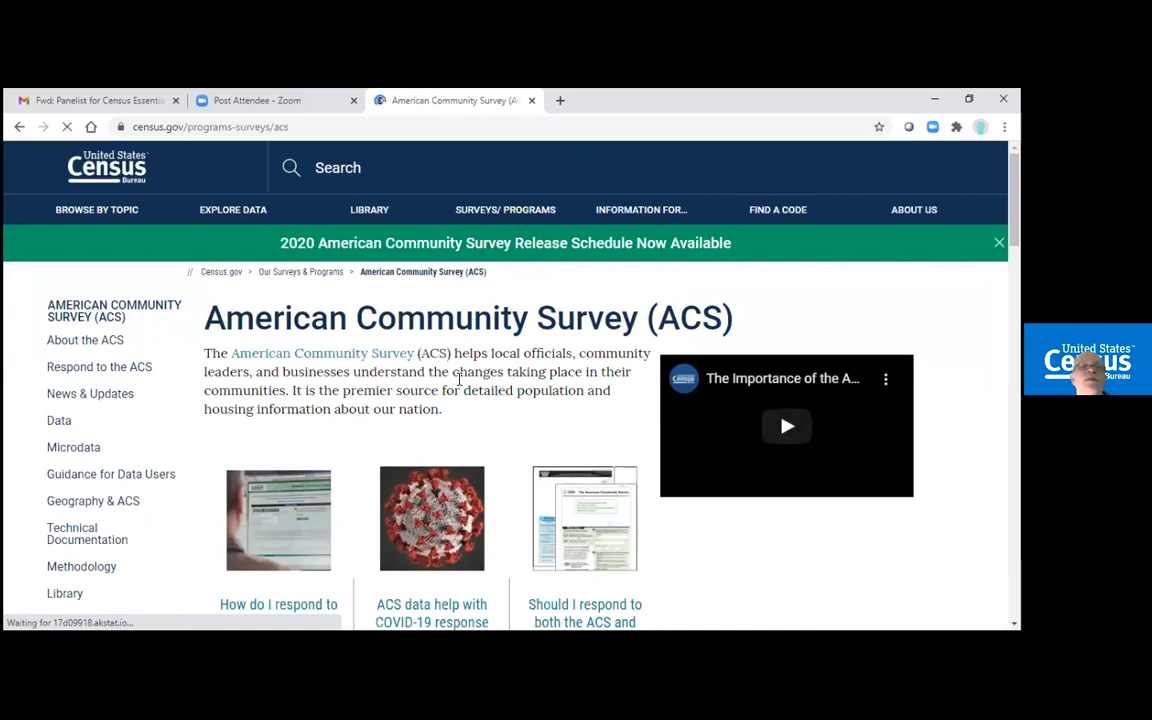 Fwd: Panelist for Census Essentia
Post Attendee - Zoom
American Community Survey (AC
census.gov/programs-surveys/acs
United States
Census
Bureau
Search
BROWSE BY TOPIC
EXPLORE DATA
LIBRARY
SURVEYS/ PROGRAMS
INFORMATION FOR...
FIND A CODE
ABOUT US
2020 American Community Survey Release Schedule Now Available
// Census.gov > Our Surveys & Programs > American Community Survey (ACS)
AMERICAN COMMUNITY
SURVEY (ACS)
About the ACS
Respond to the ACS
News & Updates
Data
Microdata
Guidance for Data Users
Geography & ACS
Technical
Documentation
Methodology
Library
American Community Survey (ACS)
The American Community Survey (ACS) helps local officials, community
leaders, and businesses understand the changes taking place in their
communities. It is the premier source for detailed population and
housing information about our nation.
United States
Census
Bureau
The Importance of the A...
How do I respond to
ACS data help with
COVID-19 response
Should I respond to
both the ACS and
Waiting for 17d09918.akstat.io...
United States
Census
Bureau